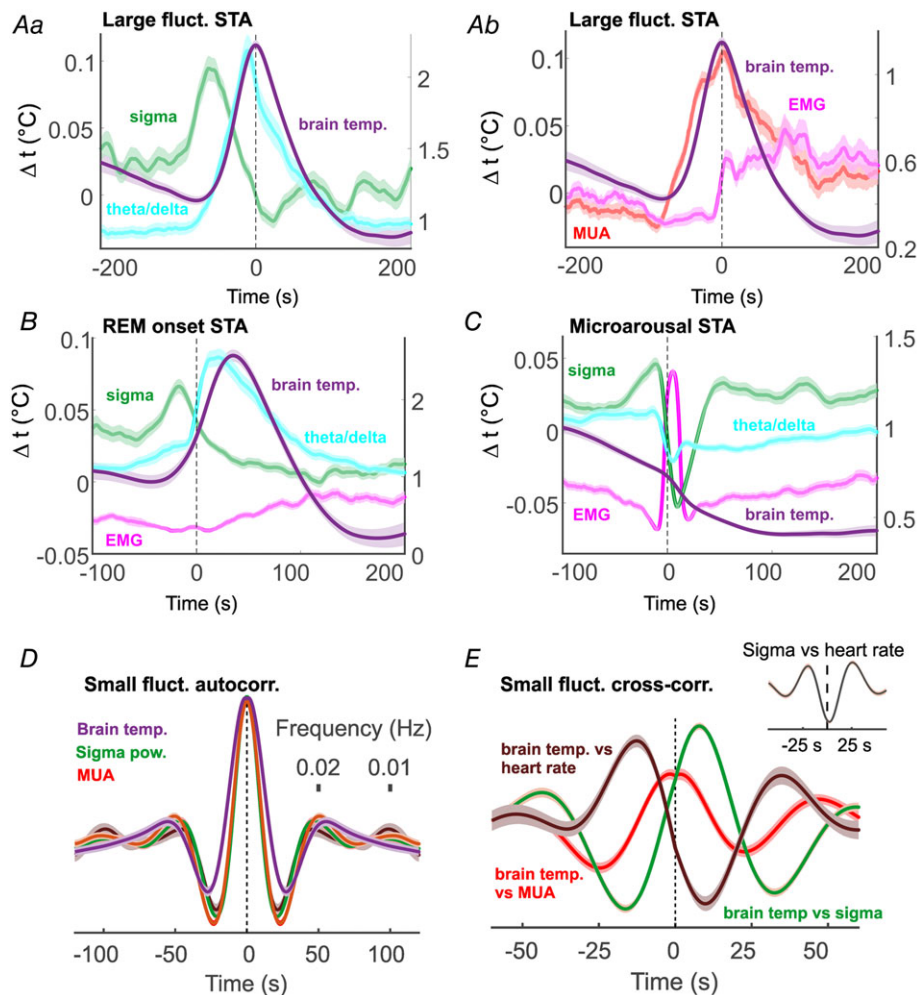 Aa
Large fluct. STA
0.1
0.05
0
Δ t (°C)
2
1.5
1
sigma
brain temp.
theta/delta
-200
0
200
Time (s)
Ab
Large fluct. STA
0.1
0.05
0
Δ t (°C)
1
0.6
0.2
brain temp.
EMG
MUA
-200
0
200
Time (s)
B
REM onset STA
0.1
0.05
0
-0.05
Δ t (°C)
2
1
0
sigma
brain temp.
theta/delta
EMG
-100
0
100
200
Time (s)
C
Microarousal STA
0.05
0
-0.05
Δ t (°C)
1.5
1
0.5
sigma
theta/delta
EMG
brain temp.
-100
0
100
200
Time (s)
D
Small fluct. autocorr.
Brain temp.
Sigma pow.
MUA
Frequency (Hz)
0.02
0.01
-100
-50
0
50
100
Time (s)
E
Small fluct. cross-corr.
Sigma vs heart rate
-25 s
25 s
brain temp. vs
heart rate
brain temp.
vs MUA
brain temp vs sigma
-50
-25
0
25
50
Time (s)